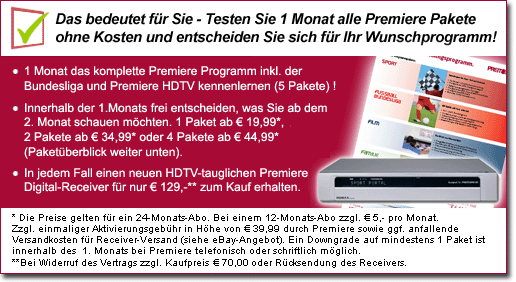 Das bedeutet für Sie - Testen Sie 1 Monat alle Premiere Pakete
ohne Kosten und entscheiden Sie sich für Ihr Wunschprogramm!
• 1 Monat das komplette Premiere Programm inkl. der
Bundesliga und Premiere HDTV kennenlernen (5 Pakete) !
• Innerhalb der 1.Monats frei entscheiden, was Sie ab dem
2. Monat schauen möchten. 1 Paket ab € 19,99*,
2 Pakete ab € 34,99* oder 4 Pakete ab € 44,99*
(Paketüberblick weiter unten).
• In jedem Fall einen neuen HDTV-tauglichen Premiere
Digital-Receiver für nur € 129,-** zum Kauf erhalten.
SPORT
FUSSBALL
BUNDESLIGA
FILM
FAMILIE
SPORT PORTAL
* Die Preise gelten für ein 24-Monats-Abo. Bei einem 12-Monats-Abo zzgl. € 5,- pro Monat.
Zzgl. einmaliger Aktivierungsgebühr in Höhe von € 39,99 durch Premiere sowie ggf. anfallende
Versandkosten für Receiver-Versand (siehe eBay-Angebot). Ein Downgrade auf mindestens 1 Paket ist
innerhalb des 1. Monats bei Premiere telefonisch oder schriftlich möglich.
**Bei Widerruf des Vertrags zzgl. Kaufpreis € 70,00 oder Rücksendung des Receivers.